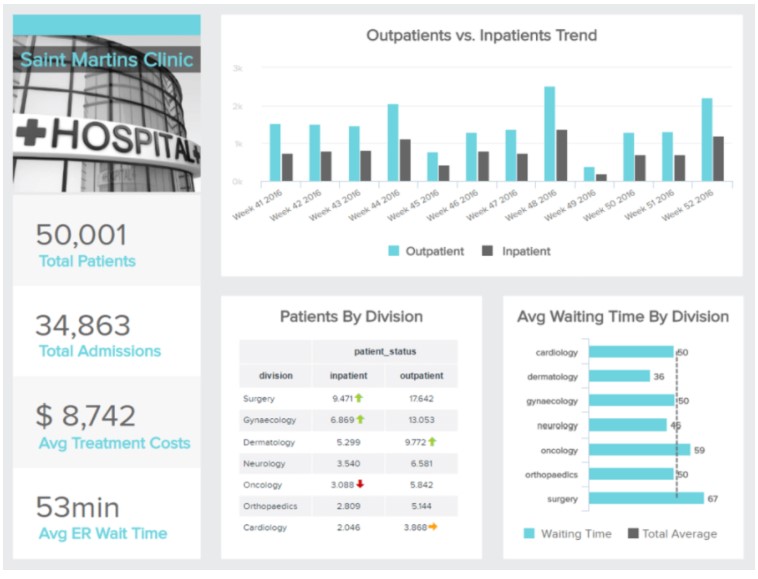 Saint Martins Clinic
HOSPITAL
50,001
Total Patients
34,863
Total Admissions
$ 8,742
Avg Treatment Costs
53min
Avg ER Wait Time
Outpatients vs. Inpatients Trend
3k
2k
1k
0k
Week 41 2016
Week 42 2016
Week 43 2016
Week 44 2016
Week 45 2016
Week 46 2016
Week 47 2016
Week 48 2016
Week 49 2016
Week 50 2016
Week 51 2016
Week 52 2016
Outpatient Inpatient
Patients By Division
patient_status
division inpatient outpatient
Surgery 9.471 17.642
Gynaecology 6.869 13.053
Dermatology 5.299 9.772
Neurology 3.540 6.581
Oncology 3.088 5.842
Orthopaedics 2.809 5.144
Cardiology 2.046 3.868
Avg Waiting Time By Division
cardiology 50
dermatology 36
gynaecology 50
neurology
oncology 59
orthopaedics 50
surgery 67
Waiting Time Total Average